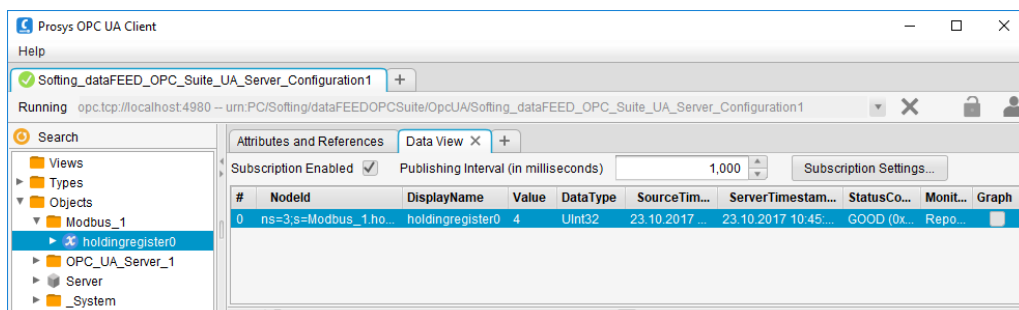 Prosys OPC UA Client
Help
Softing_dataFEED_OPC_Suite_UA_Server_Configuration1 +
Running opc.tcp://localhost:4980 -- urn:PC/Softing/dataFEEDOPCSuite/OpcUA/Softing_dataFEED_OPC_Suite_UA_Server_Configuration1
Search
Views
Types
Objects
Modbus_1
holdingregister0
OPC_UA_Server_1
Server
_System
Attributes and References Data View +
Subscription Enabled Publishing Interval (in milliseconds) 1,000 Subscription Settings...
# NodeId DisplayName Value DataType SourceTim... ServerTimestam... StatusCo... Monit... Graph
0 ns=3;s=Modbus_1.ho... holdingregister0 4 UInt32 23.10.2017 ... 23.10.2017 10:45:... GOOD (0x... Repo...